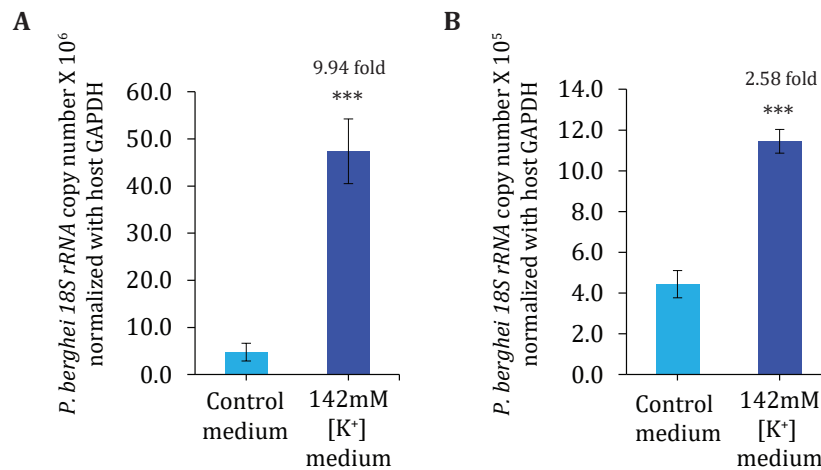 A
P. berghei 18S rRNA copy number X 10⁶
normalized with host GAPDH
60.0
50.0
40.0
30.0
20.0
10.0
0.0
9.94 fold
***
Control
medium
142mM
[K⁺]
medium
B
P. berghei 18S rRNA copy number X 10⁵
normalized with host GAPDH
14.0
12.0
10.0
8.0
6.0
4.0
2.0
0.0
2.58 fold
***
Control
medium
142mM
[K⁺]
medium